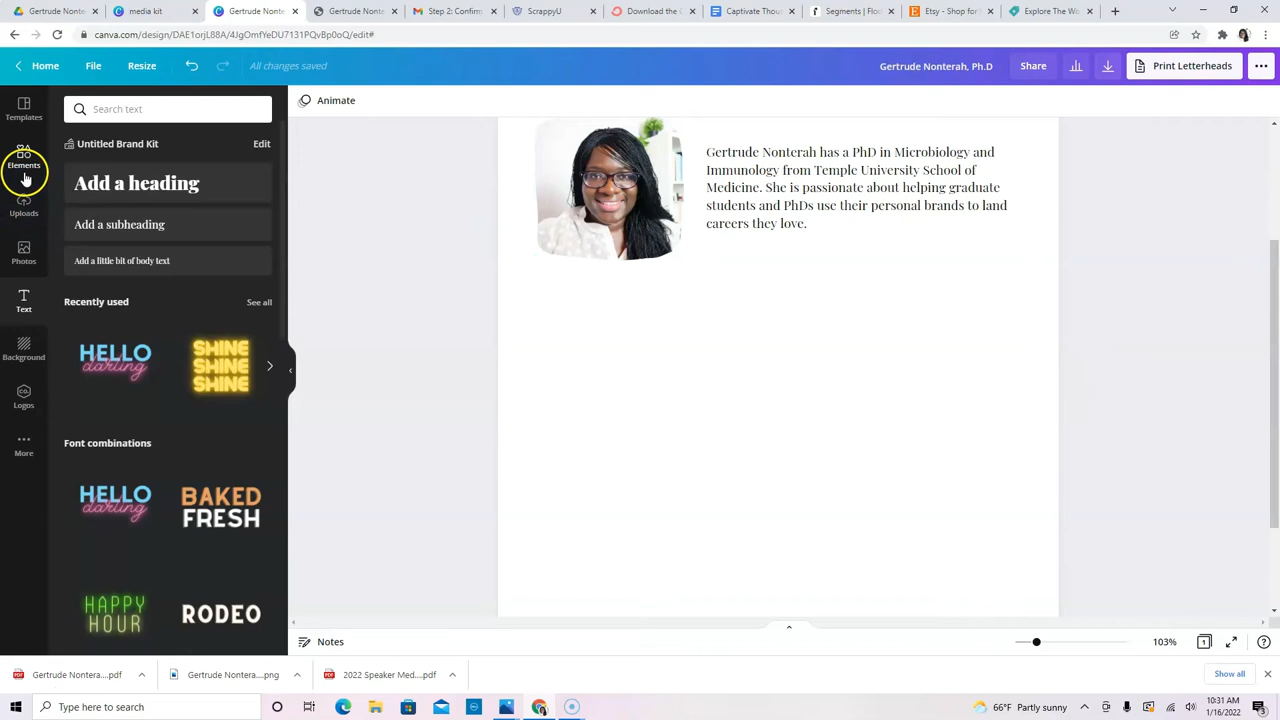 media kit
Gertrude Nont
Gertrude Nont
Step 2: Confirm
ScrappyU
Download the C
Captivate Thou
Segments | Flo
Etsy - Shop for
Explore The Wo
canva.com/design/DAE1orjL88A/4JgOmfYeDU7131PQvBp0oQ/edit#
Home
File
Resize
All changes saved
Gertrude Nonterah, Ph.D
Share
Print Letterheads
Templates
Elements
Uploads
Photos
Text
Background
CO.
Logos
More
Search text
Untitled Brand Kit
Edit
Add a heading
Add a subheading
Add a little bit of body text
Recently used
See all
HELLO
darling
SHINE
SHINE
SHINE
Font combinations
HELLO
darling
BAKED
FRESH
HAPPY
HOUR
RODEO
Animate
Gertrude Nonterah has a PhD in Microbiology and
Immunology from Temple University School of
Medicine. She is passionate about helping graduate
students and PhDs use their personal brands to land
careers they love.
Notes
103%
1
Gertrude Nontera....pdf
Gertrude Nontera....png
2022 Speaker Med....pdf
Show all
Type here to search
66°F Partly sunny
10:31 AM
1/16/2022
3